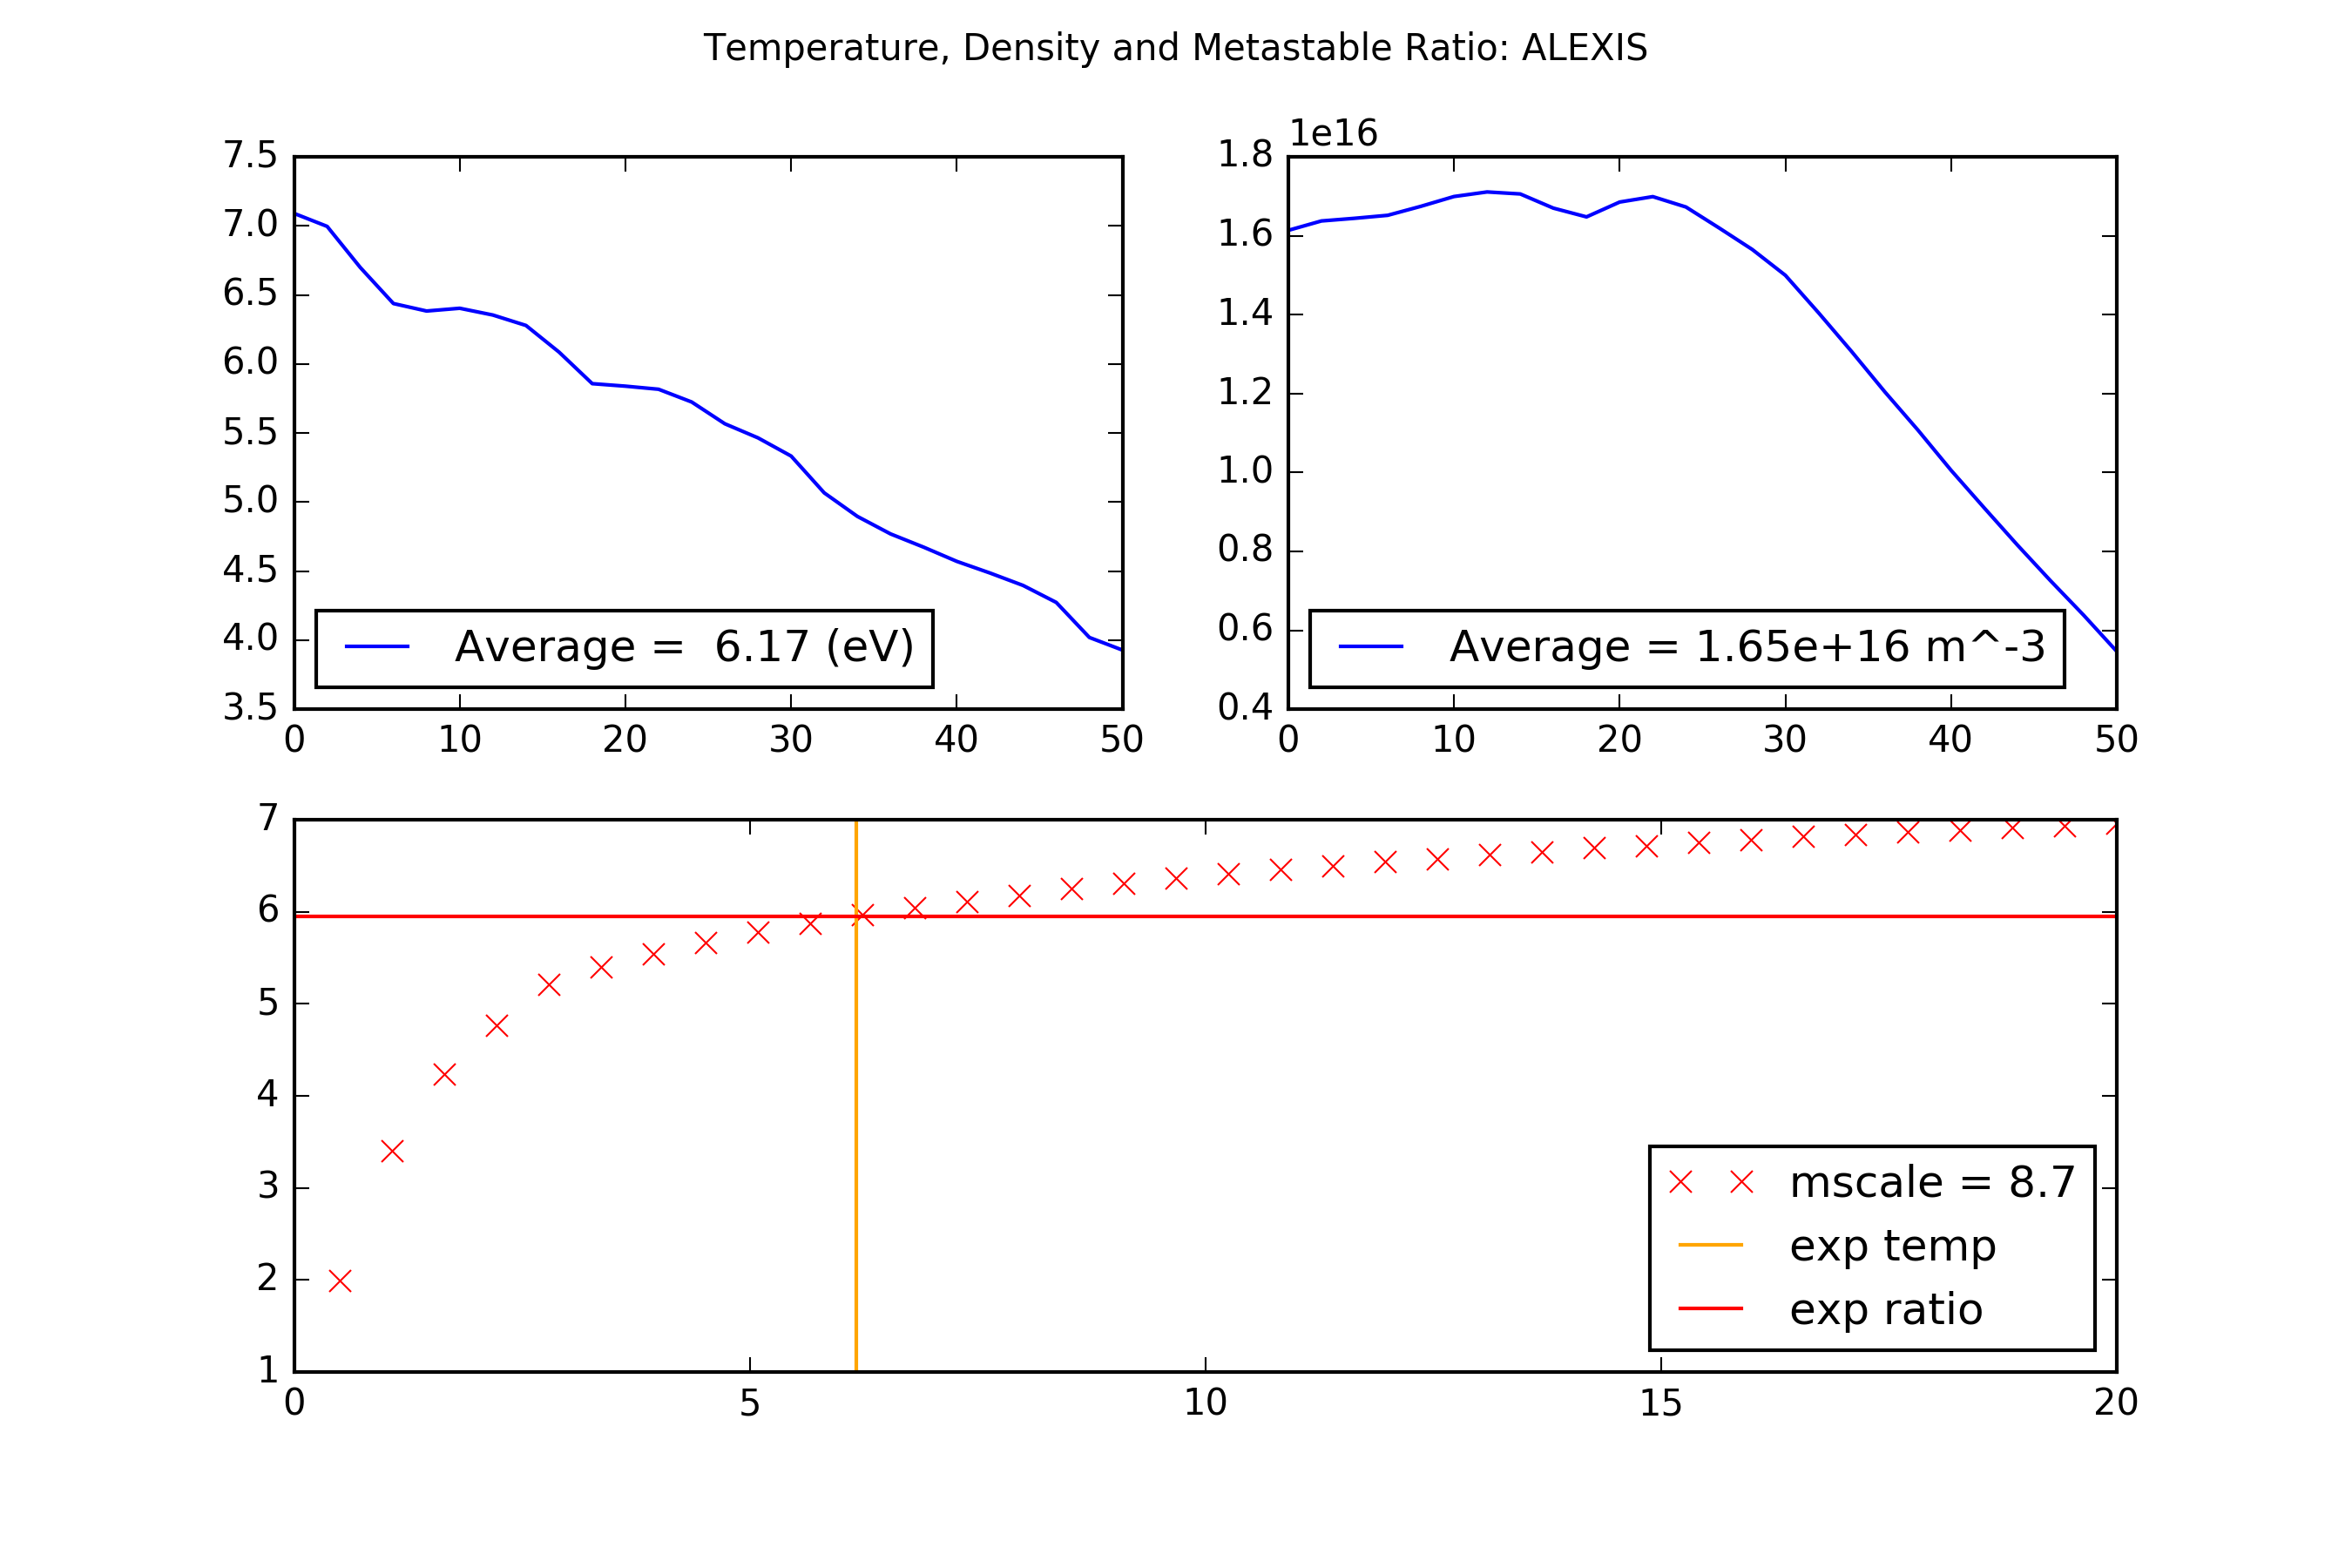 Temperature, Density and Metastable Ratio: ALEXIS
7.5
7.0
6.5
6.0
5.5
5.0
4.5
4.0
3.5
0 10 20 30 40 50
Average =  6.17 (eV)
1e16
1.8
1.6
1.4
1.2
1.0
0.8
0.6
0.4
0 10 20 30 40 50
Average = 1.65e+16 m^-3
7
6
5
4
3
2
1
0 5 10 15 20
mscale = 8.7
exp temp
exp ratio